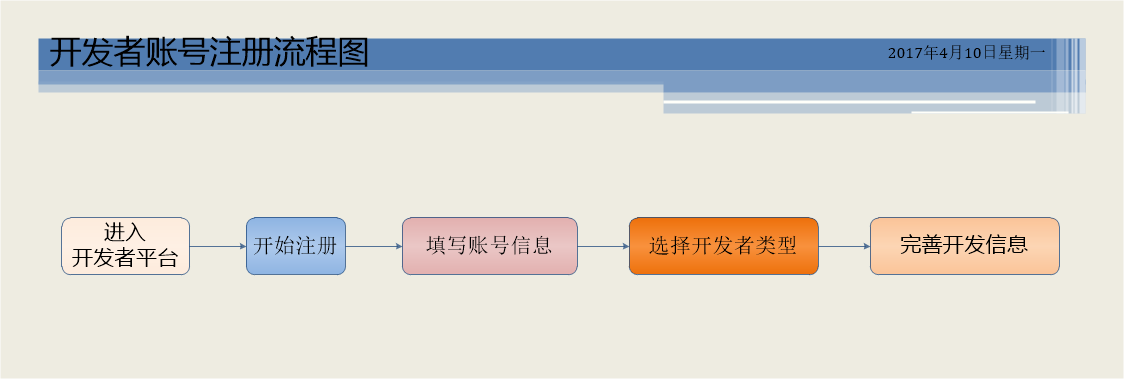 开发者账号注册流程图
2017年4月10日星期一
进入
开发者平台
开始注册
填写账号信息
选择开发者类型
完善开发信息